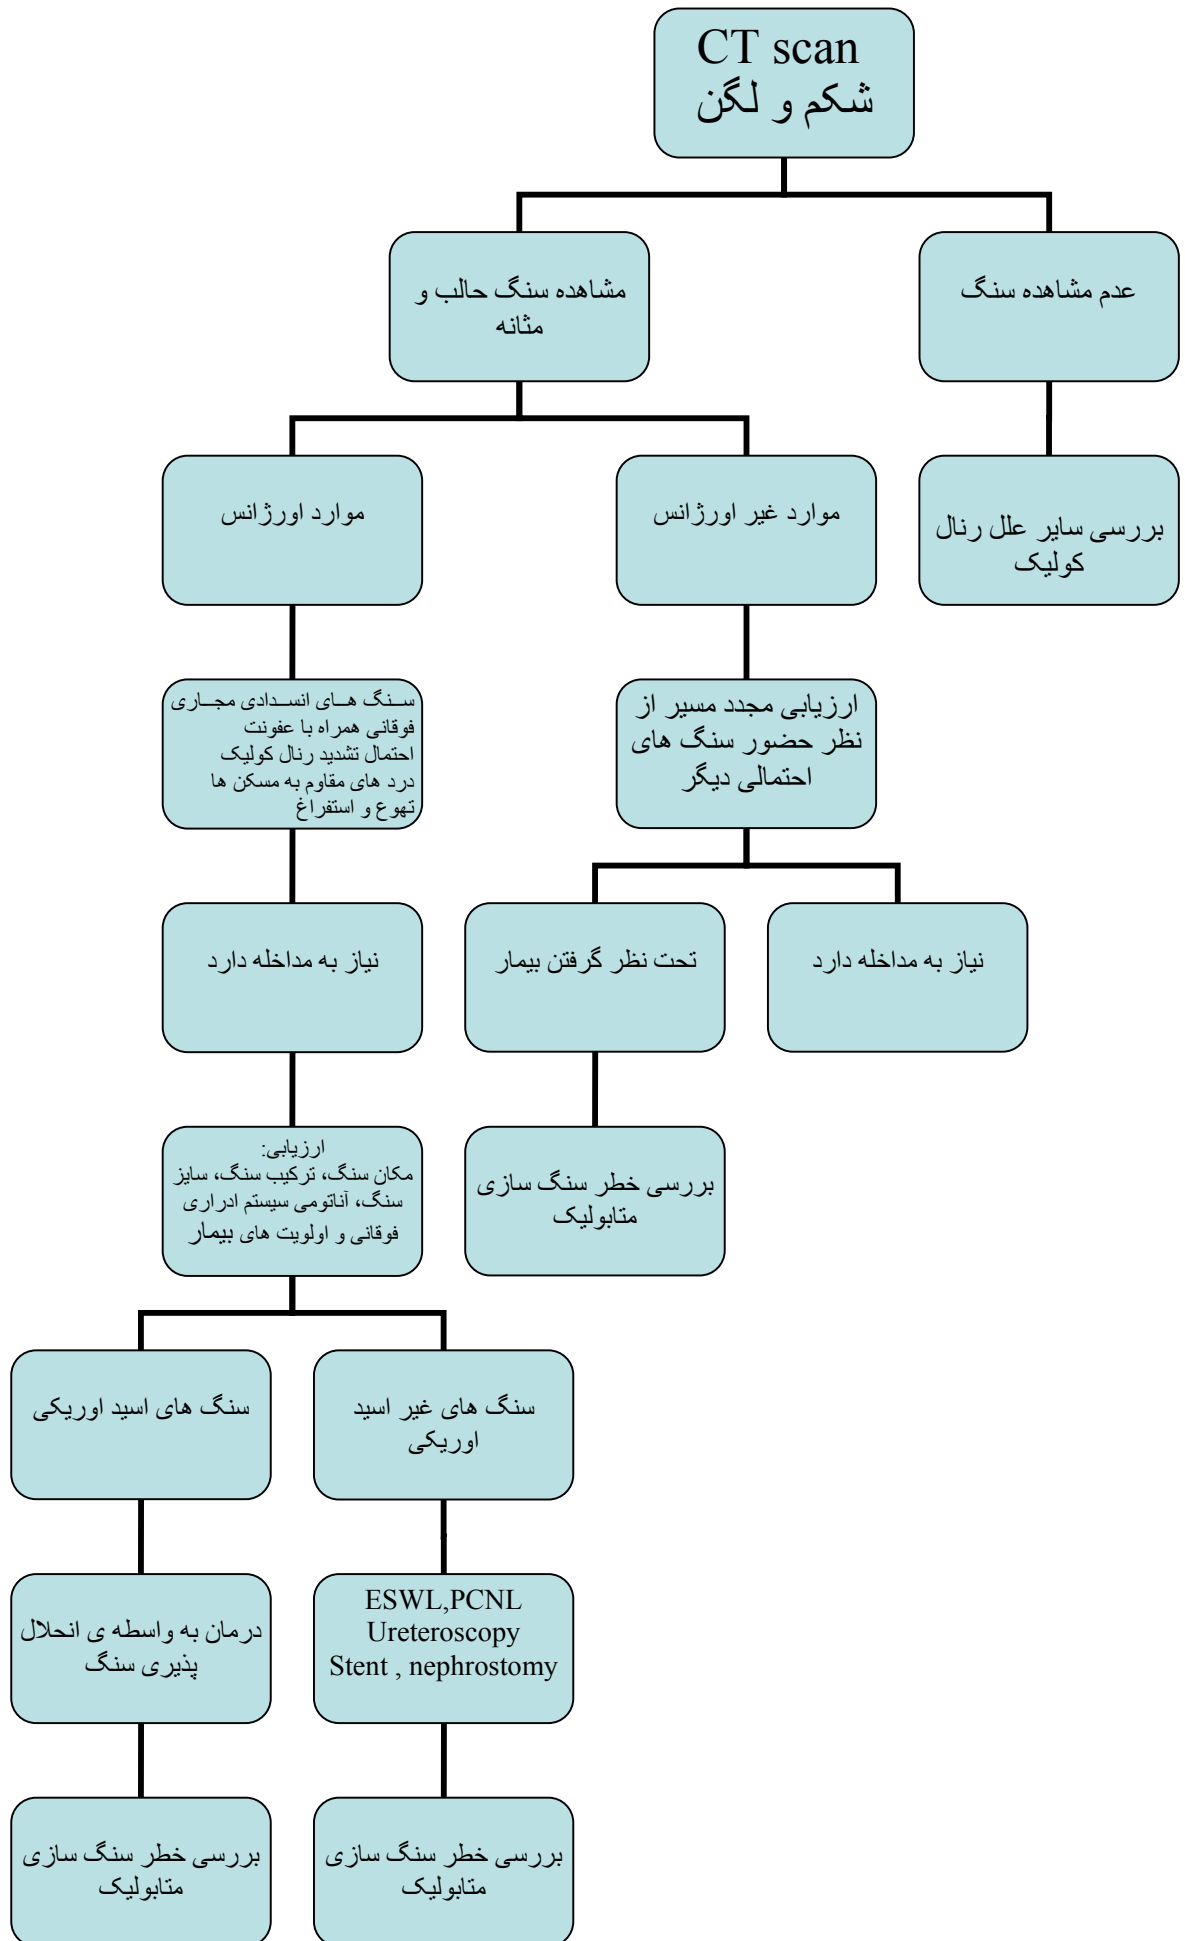 CT scan
شکم و لگن
عدم مشاهده سنگ
مشاهده سنگ حالب و
مثانه
بررسی سایر علل رنال
کولیک
موارد غیر اورژانس
موارد اورژانس
ارزیابی مجدد مسیر از
نظر حضور سنگ های
احتمالی دیگر
سنگ های انسدادی مجاری
فوقانی همراه با عفونت
احتمال تشدید رنال کولیک
درد های مقاوم به مسکن ها
تهوع و استفراغ
نیاز به مداخله دارد
تحت نظر گرفتن بیمار
نیاز به مداخله دارد
بررسی خطر سنگ سازی
متابولیک
ارزیابی:
مکان سنگ، ترکیب سنگ، سایز
سنگ، آناتومی سیستم ادراری
فوقانی و اولویت های بیمار
سنگ های غیر اسید
اوریکی
سنگ های اسید اوریکی
ESWL,PCNL
Ureteroscopy
Stent , nephrostomy
درمان به واسطه ی انحلال
پذیری سنگ
بررسی خطر سنگ سازی
متابولیک
بررسی خطر سنگ سازی
متابولیک